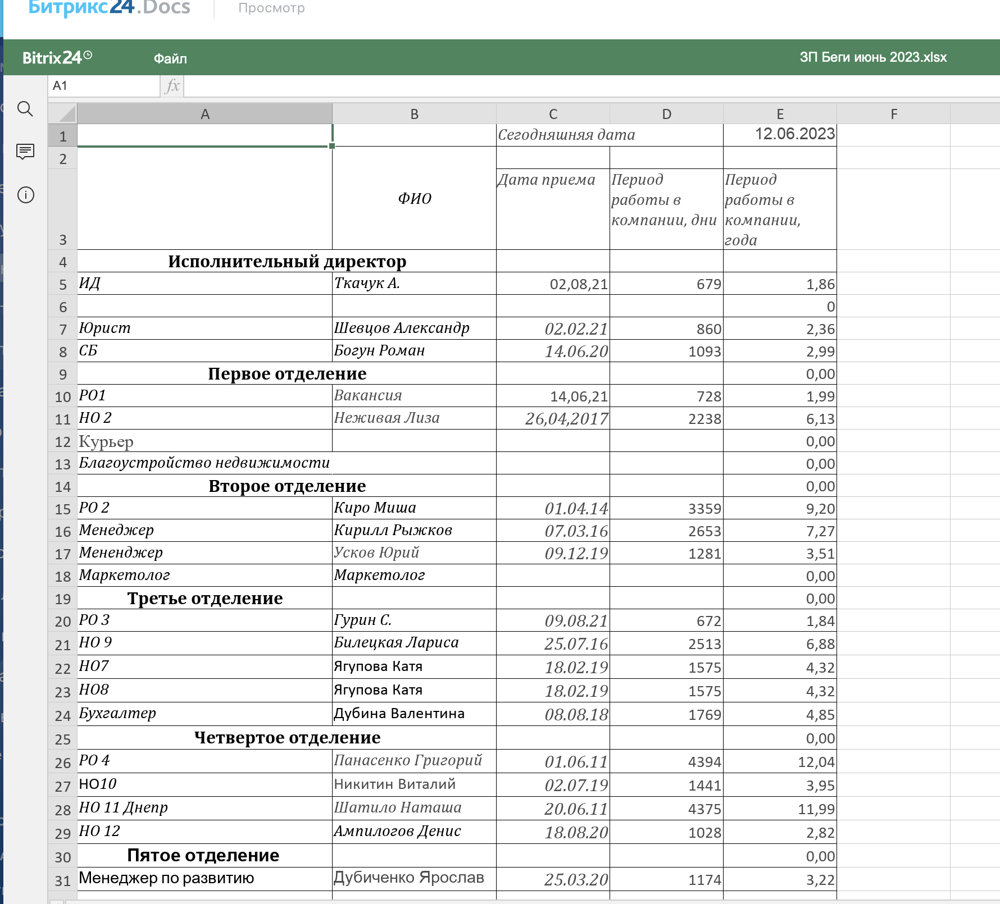 Битрикс24.Docs Просмотр
Bitrix24 Файл ЗП Беги июнь 2023.xlsx
A1 fx
A B C D E F
1 Сегодняшняя дата 12.06.2023
2
3 ФИО Дата приема Период работы в компании, дни Период работы в компании, года
4 Исполнительный директор
5 ИД Ткачук А. 02,08,21 679 1,86
6 0
7 Юрист Шевцов Александр 02.02.21 860 2,36
8 СБ Богун Роман 14.06.20 1093 2,99
9 Первое отделение 0,00
10 РО1 Вакансия 14,06,21 728 1,99
11 НО 2 Неживая Лиза 26,04,2017 2238 6,13
12 Курьер 0,00
13 Благоустройство недвижимости 0,00
14 Второе отделение 0,00
15 РО 2 Киро Миша 01.04.14 3359 9,20
16 Менеджер Кирилл Рыжков 07.03.16 2653 7,27
17 Мененджер Усков Юрий 09.12.19 1281 3,51
18 Маркетолог Маркетолог 0,00
19 Третье отделение 0,00
20 РО 3 Гурин С. 09.08.21 672 1,84
21 НО 9 Билецкая Лариса 25.07.16 2513 6,88
22 НО7 Ягупова Катя 18.02.19 1575 4,32
23 НО8 Ягупова Катя 18.02.19 1575 4,32
24 Бухгалтер Дубина Валентина 08.08.18 1769 4,85
25 Четвертое отделение 0,00
26 РО 4 Панасенко Григорий 01.06.11 4394 12,04
27 НО10 Никитин Виталий 02.07.19 1441 3,95
28 НО 11 Днепр Шатило Наташа 20.06.11 4375 11,99
29 НО 12 Ампилогов Денис 18.08.20 1028 2,82
30 Пятое отделение 0,00
31 Менеджер по развитию Дубиченко Ярослав 25.03.20 1174 3,22